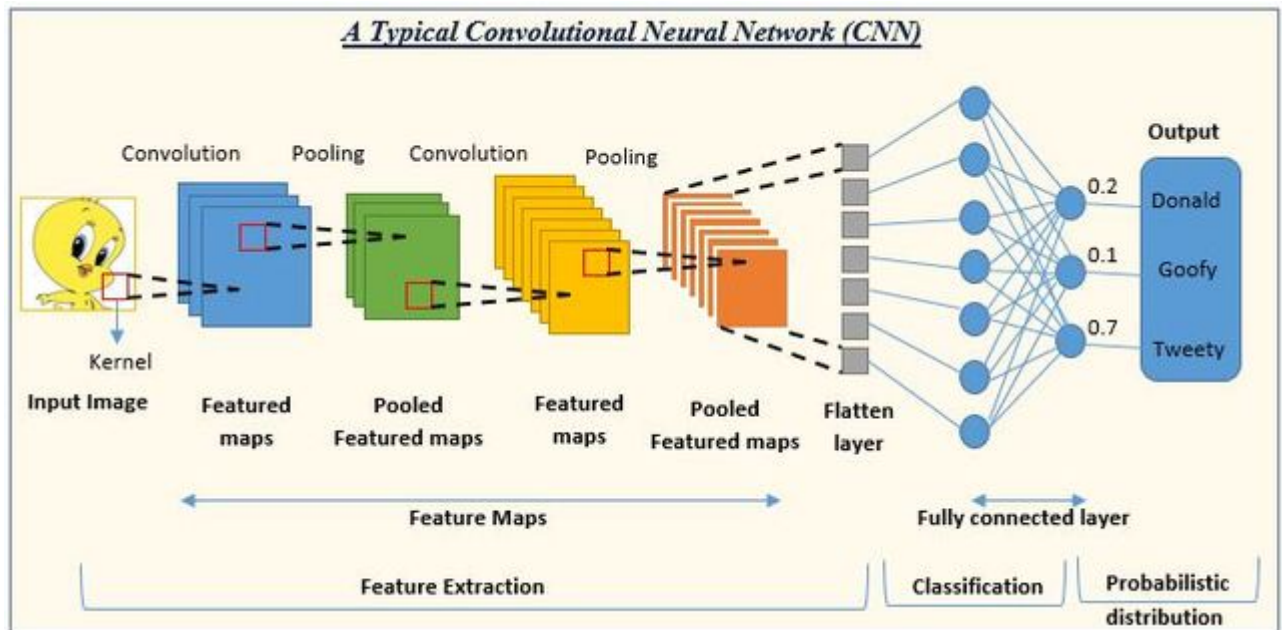 A Typical Convolutional Neural Network (CNN)
Convolution
Pooling
Convolution
Pooling
Output
0.2
Donald
0.1
Goofy
0.7
Tweety
Kernel
Input Image
Featured
maps
Pooled
Featured maps
Featured
maps
Pooled
Featured maps
Flatten
layer
Feature Maps
Fully connected layer
Feature Extraction
Classification
Probabilistic
distribution